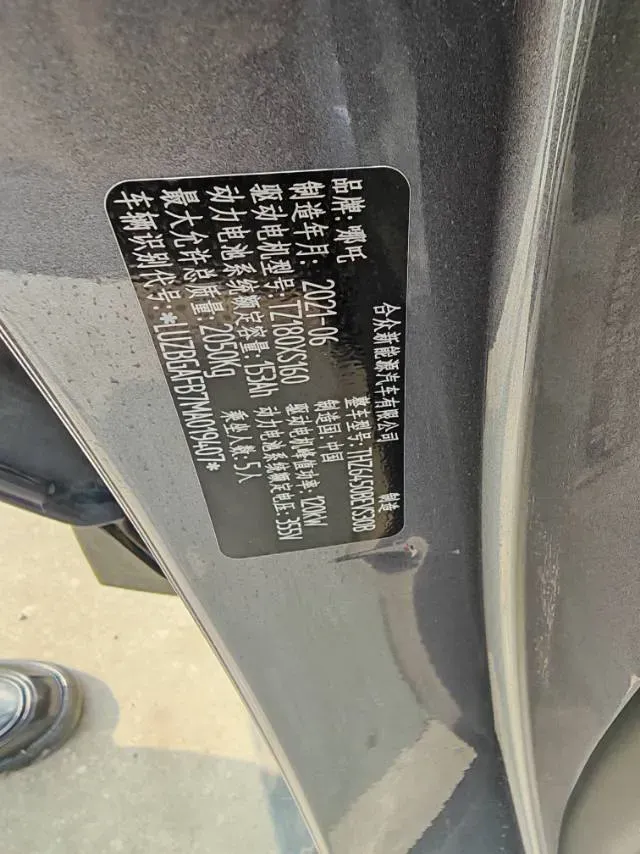 合众新能源汽车有限公司 制造
品牌:哪吒 整车型号:THZ6450BEVS30B
制造年月:2021-06 制造国:中国
驱动电机型号:TZ180XS160 驱动电机峰值功率:120kW
动力电池系统额定容量:153Ah 动力电池系统额定电压:355V
最大允许总质量:2050kg 乘坐人数:5人
车辆识别代号:*LUZBGAFB7MA019407*